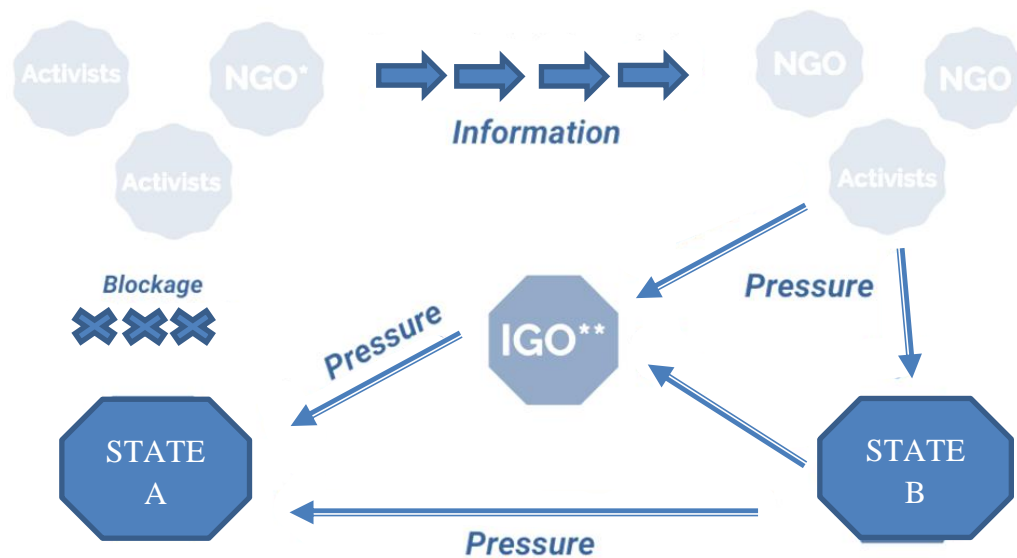 Activists
NGO*
NGO
NGO
Information
Activists
Activists
Blockage
Pressure
IGO**
Pressure
STATE
A
STATE
B
Pressure